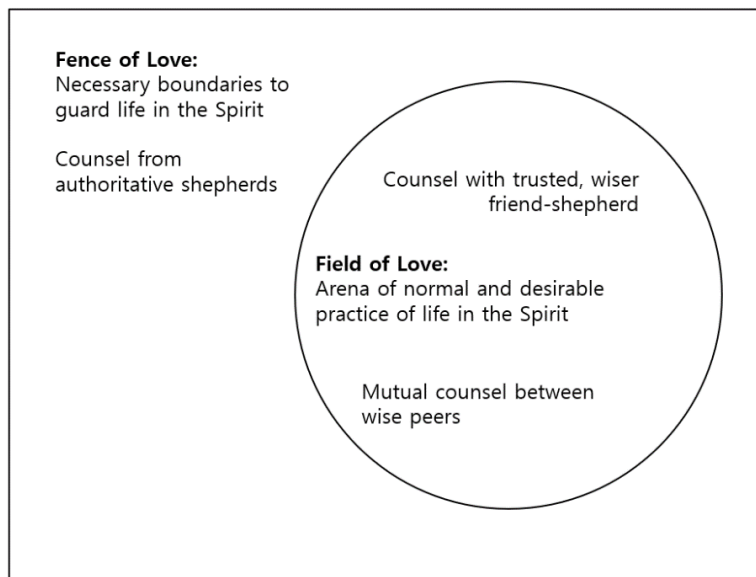 Fence of Love:
Necessary boundaries to
guard life in the Spirit
Counsel from
authoritative shepherds
Counsel with trusted, wiser
friend-shepherd
Field of Love:
Arena of normal and desirable
practice of life in the Spirit
Mutual counsel between
wise peers